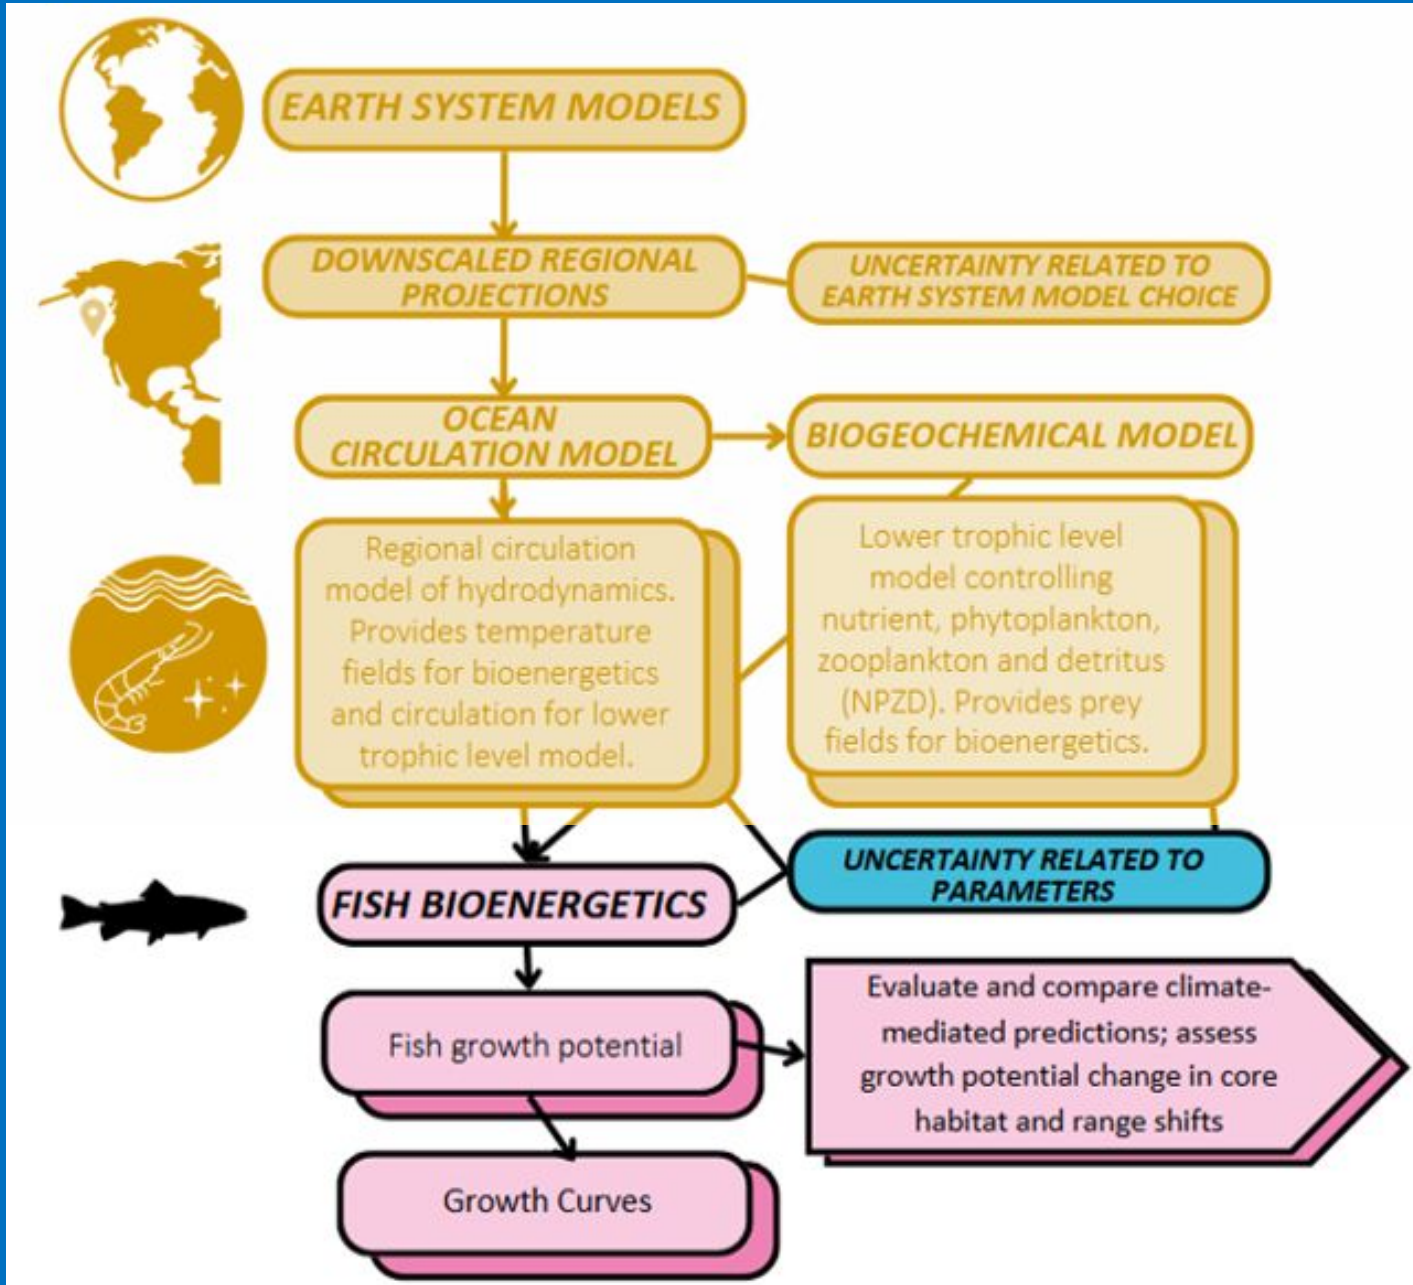 EARTH SYSTEM MODELS
DOWNSCALED REGIONAL
PROJECTIONS
UNCERTAINTY RELATED TO
EARTH SYSTEM MODEL CHOICE
OCEAN
CIRCULATION MODEL
BIOGEOCHEMICAL MODEL
Regional circulation
model of hydrodynamics.
Provides temperature
fields for bioenergetics
and circulation for lower
trophic level model.
Lower trophic level
model controlling
nutrient, phytoplankton,
zooplankton and detritus
(NPZD). Provides prey
fields for bioenergetics.
UNCERTAINTY RELATED TO
PARAMETERS
FISH BIOENERGETICS
Fish growth potential
Evaluate and compare climate-
mediated predictions; assess
growth potential change in core
habitat and range shifts
Growth Curves